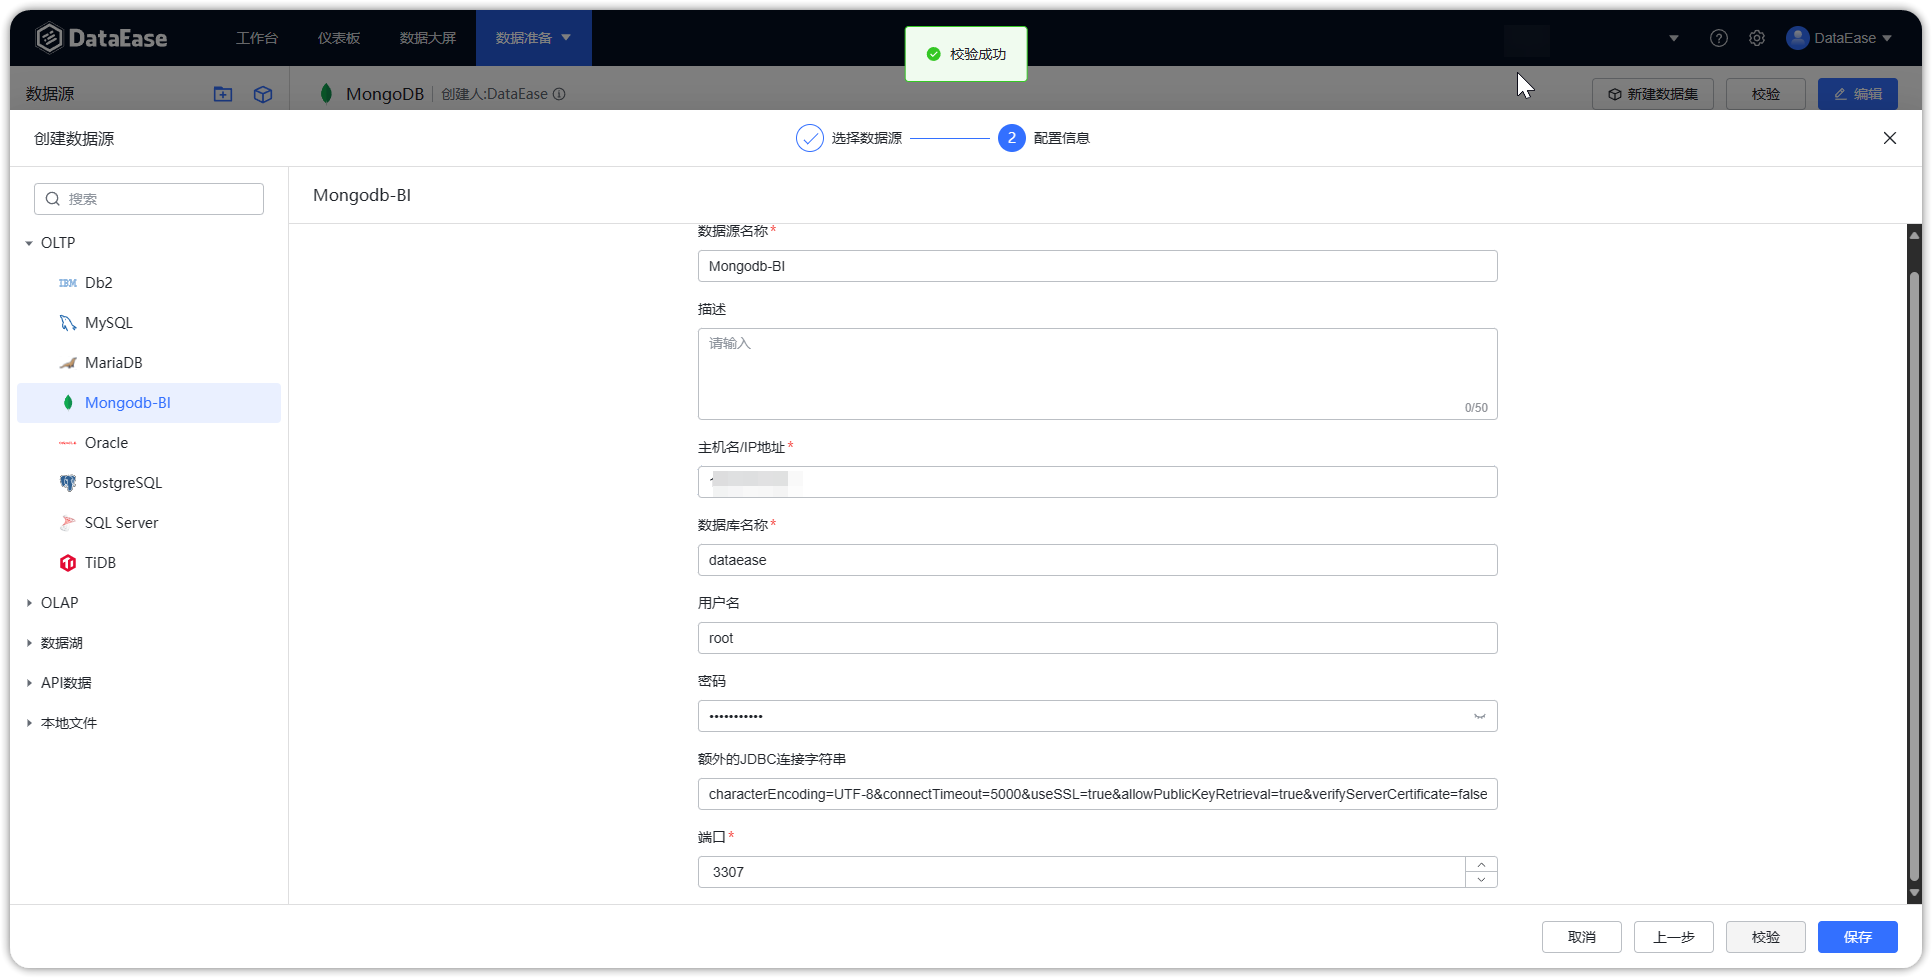 DataEase
工作台
仪表板
数据大屏
数据准备
校验成功
DataEase
数据源
MongoDB
创建人:DataEase
新建数据集
校验
编辑
创建数据源
选择数据源
2
配置信息
搜索
OLTP
IBM
Db2
MySQL
MariaDB
Mongodb-BI
Oracle
PostgreSQL
SQL Server
TiDB
OLAP
数据湖
API数据
本地文件
Mongodb-BI
数据源名称*
Mongodb-BI
描述
请输入
0/50
主机名/IP地址*
数据库名称*
dataease
用户名
root
密码
•••••••••••
额外的JDBC连接字符串
characterEncoding=UTF-8&connectTimeout=5000&useSSL=true&allowPublicKeyRetrieval=true&verifyServerCertificate=false
端口*
3307
取消
上一步
校验
保存